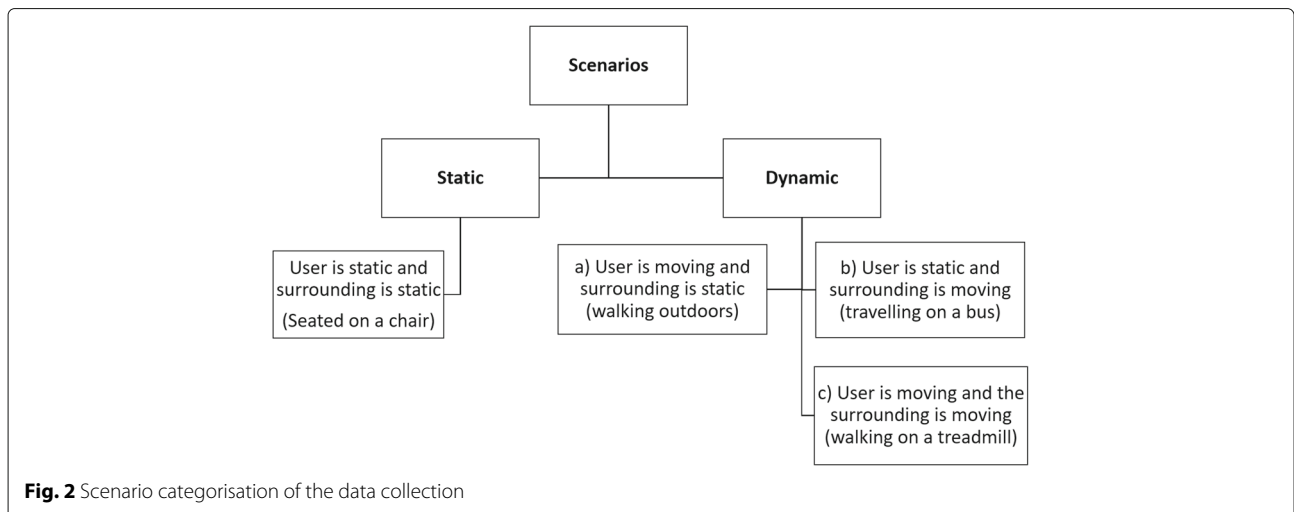 Scenarios
Static
Dynamic
User is static and
surrounding is static
(Seated on a chair)
a) User is moving and
surrounding is static
(walking outdoors)
b) User is static and
surrounding is moving
(travelling on a bus)
c) User is moving and the
surrounding is moving
(walking on a treadmill)
Fig. 2 Scenario categorisation of the data collection